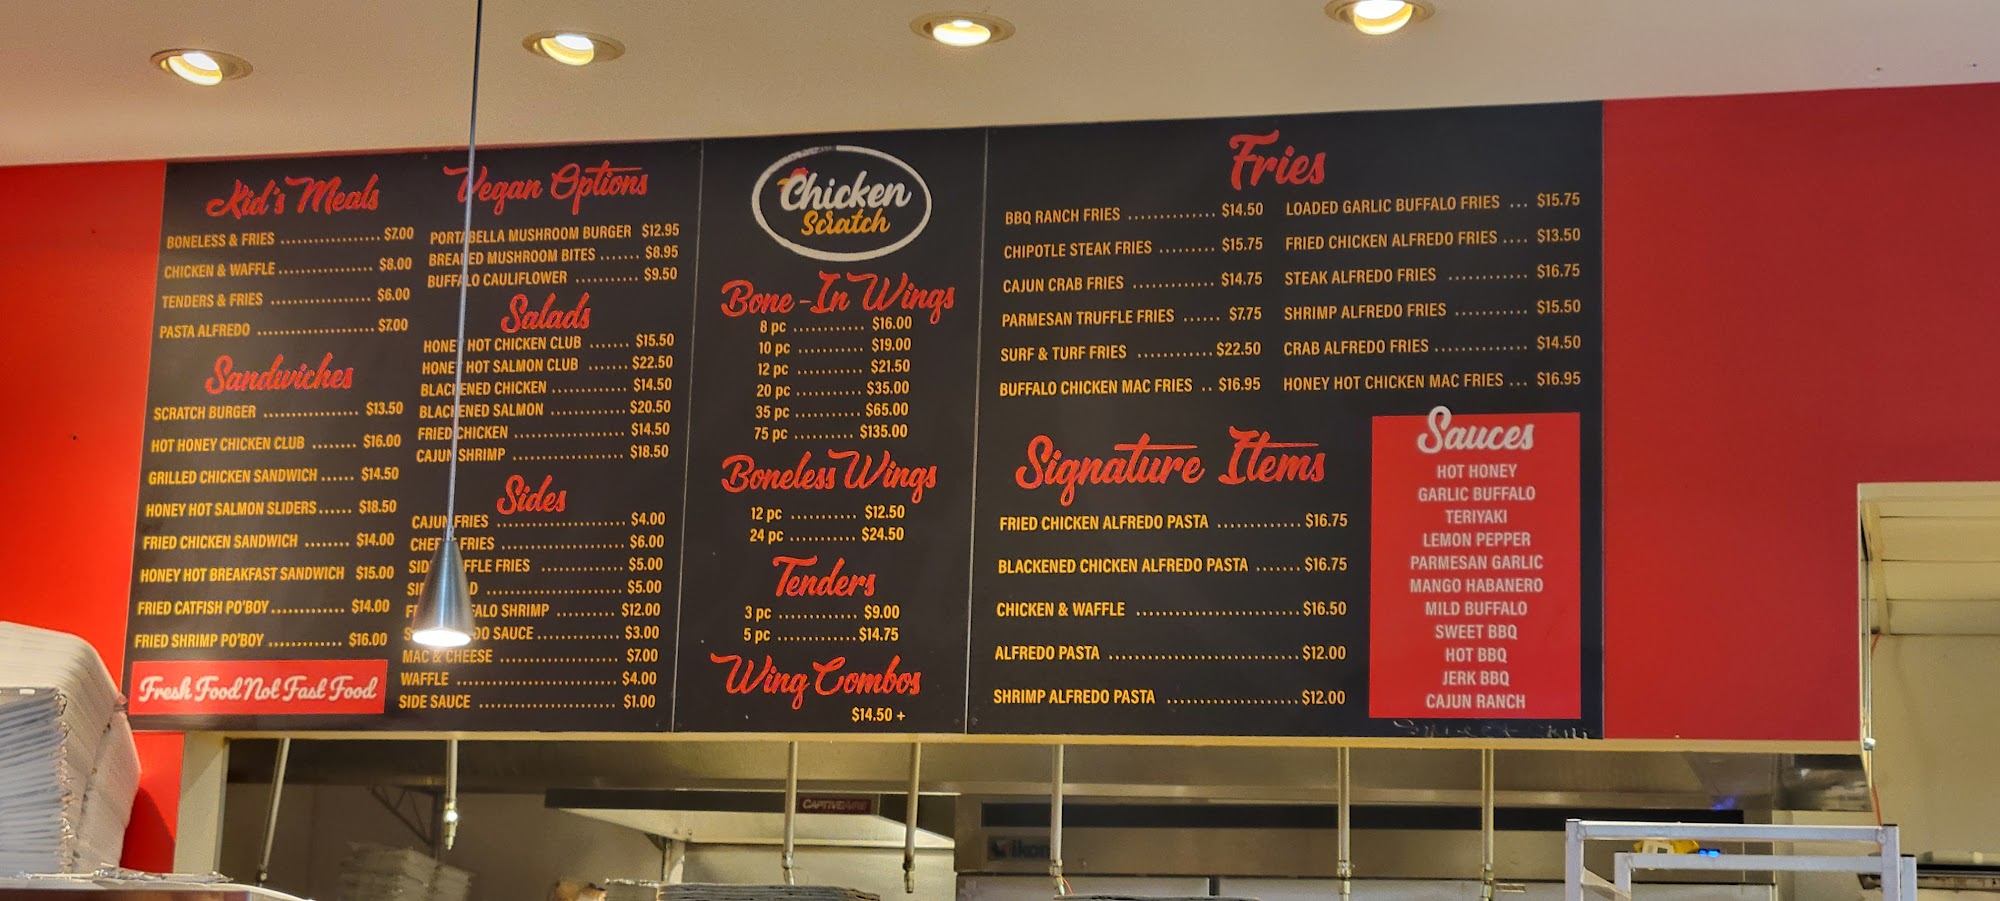 Kid's Meals
BONELESS & FRIES .................. $7.00
CHICKEN & WAFFLE ................. $8.00
TENDERS & FRIES .................. $6.00
PASTA ALFREDO ..................... $7.00
Sandwiches
SCRATCH BURGER ................. $13.50
HOT HONEY CHICKEN CLUB ........ $16.00
GRILLED CHICKEN SANDWICH ...... $14.50
HONEY HOT SALMON SLIDERS ...... $18.50
FRIED CHICKEN SANDWICH ........ $14.00
HONEY HOT BREAKFAST SANDWICH $15.00
FRIED CATFISH PO'BOY ............. $14.00
FRIED SHRIMP PO'BOY ............. $16.00
Fresh Food Not Fast Food
Vegan Options
PORTABELLA MUSHROOM BURGER $12.95
BREADED MUSHROOM BITES ....... $8.95
BUFFALO CAULIFLOWER ........... $9.50
Salads
HONEY HOT CHICKEN CLUB ....... $15.50
HONEY HOT SALMON CLUB ....... $22.50
BLACKENED CHICKEN ............... $14.50
BLACKENED SALMON ............... $20.50
FRIED CHICKEN .................... $14.50
CAJUN SHRIMP .................... $18.50
Sides
CAJUN FRIES ....................... $4.00
FRIES ....................... $6.00
FRIES ................ $5.00
....................... $5.00
SHRIMP ......... $12.00
SAUCE ............... $3.00
MAC & CHEESE ..................... $7.00
WAFFLE ............................ $4.00
SIDE SAUCE ....................... $1.00
Chicken
Scratch
Bone-In Wings
8 pc ............ $16.00
10 pc ........... $19.00
12 pc ........... $21.50
20 pc ........... $35.00
35 pc ........... $65.00
75 pc .......... $135.00
Boneless Wings
12 pc ........... $12.50
24 pc ........... $24.50
Tenders
3 pc ............. $9.00
5 pc ............. $14.75
Wing Combos
$14.50 +
Fries
BBQ RANCH FRIES .............. $14.50
CHIPOTLE STEAK FRIES ......... $15.75
CAJUN CRAB FRIES ............. $14.75
PARMESAN TRUFFLE FRIES ...... $7.75
SURF & TURF FRIES ............ $22.50
BUFFALO CHICKEN MAC FRIES .. $16.95
LOADED GARLIC BUFFALO FRIES ... $15.75
FRIED CHICKEN ALFREDO FRIES .... $13.50
STEAK ALFREDO FRIES ............ $16.75
SHRIMP ALFREDO FRIES ........... $15.50
CRAB ALFREDO FRIES .............. $14.50
HONEY HOT CHICKEN MAC FRIES ... $16.95
Signature Items
FRIED CHICKEN ALFREDO PASTA ............ $16.75
BLACKENED CHICKEN ALFREDO PASTA ....... $16.75
CHICKEN & WAFFLE ....................... $16.50
ALFREDO PASTA ........................... $12.00
SHRIMP ALFREDO PASTA ................... $12.00
Sauces
HOT HONEY
GARLIC BUFFALO
TERIYAKI
LEMON PEPPER
PARMESAN GARLIC
MANGO HABANERO
MILD BUFFALO
SWEET BBQ
HOT BBQ
JERK BBQ
CAJUN RANCH